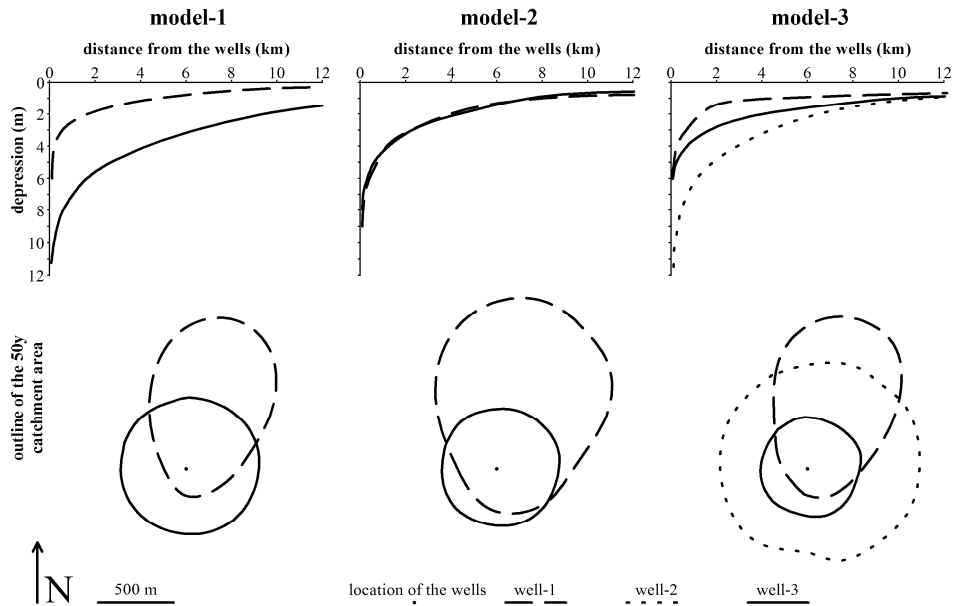 model-1 model-2 model-3
distance from the wells (km) distance from the wells (km) distance from the wells (km)
0 2 4 6 8 10 12 0 2 4 6 8 10 12 0 2 4 6 8 10 12
0
2
4
6
8
10
12
depression (m)
outline of the 50y
catchment area
N
500 m location of the wells well-1 well-2 well-3